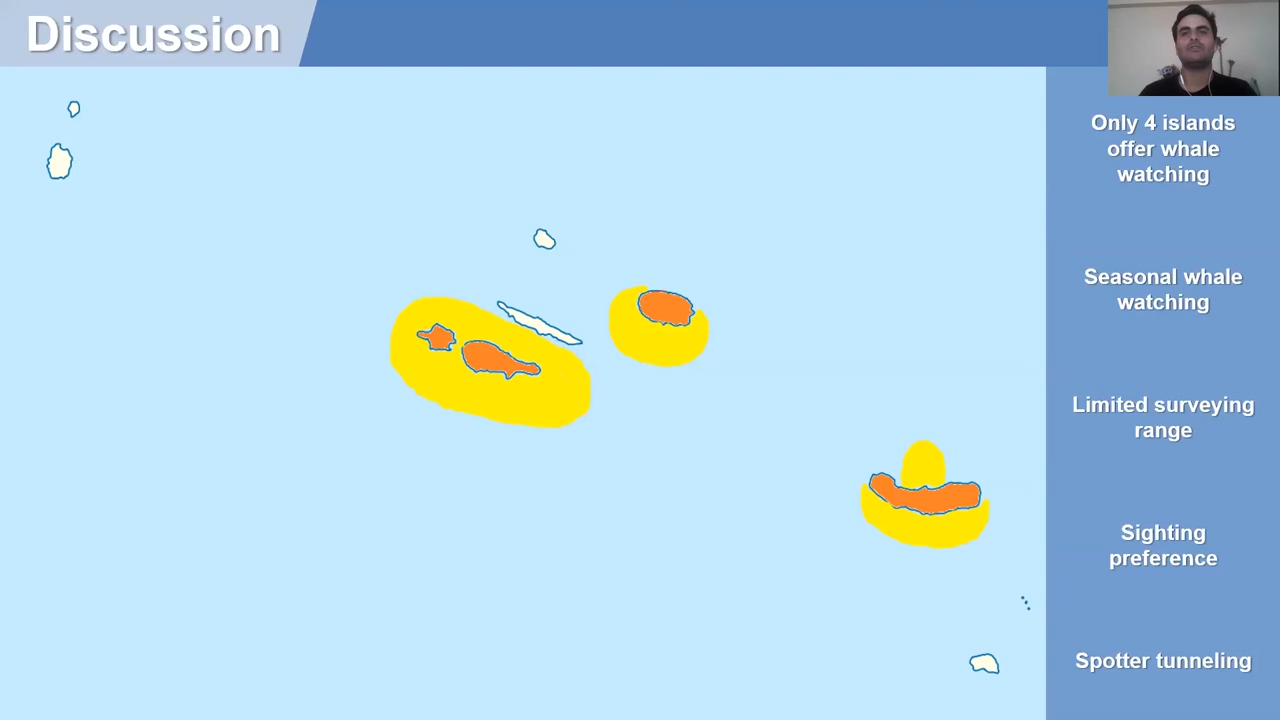 Discussion
Only 4 islands
offer whale
watching
Seasonal whale
watching
Limited surveying
range
Sighting
preference
Spotter tunneling